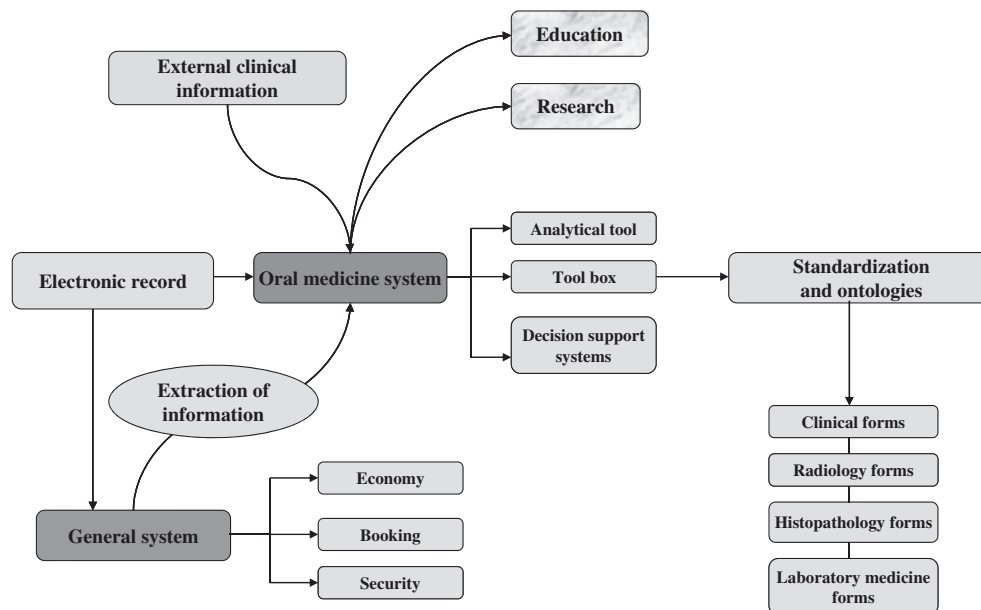 Education
External clinical
information
Research
Analytical tool
Electronic record
Oral medicine system
Tool box
Standardization
and ontologies
Decision support
systems
Extraction of
information
Clinical forms
Radiology forms
Economy
General system
Booking
Histopathology forms
Security
Laboratory medicine
forms